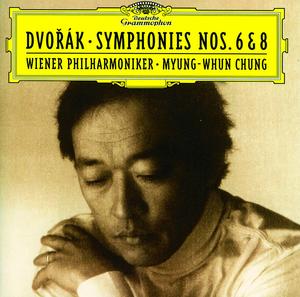 Deutsche
Grammophon
DVOŘÁK · SYMPHONIES NOS. 6 & 8
WIENER PHILHARMONIKER · MYUNG-WHUN CHUNG